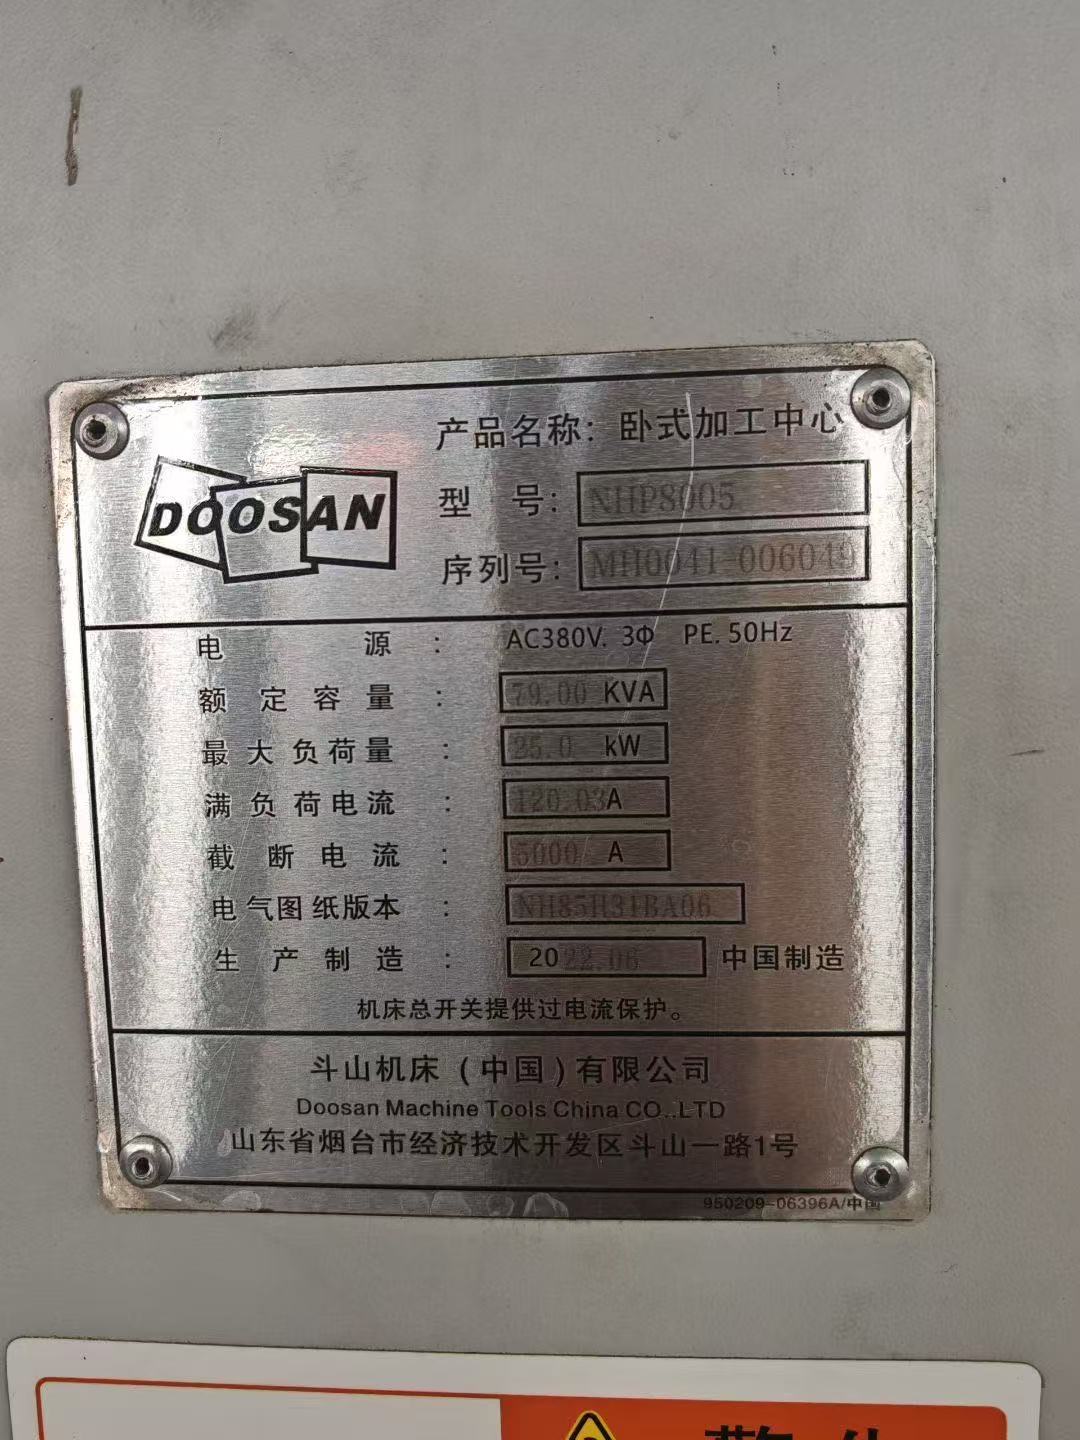 DOOSAN
产品名称：卧式加工中心
型 号：NHP8005
序列号：MH0041-006049
电 源 ： AC380V. 3Φ PE. 50Hz
额定容量 ： 79.00 KVA
最大负荷量 ： 25.0 kW
满负荷电流 ： 120.03A
截断电流 ： 5000 A
电气图纸版本 ： NH85H31BA06
生产制造 ： 2022.06 中国制造
机床总开关提供过电流保护。
斗山机床（中国）有限公司
Doosan Machine Tools China CO.,LTD
山东省烟台市经济技术开发区斗山一路1号
950209-06396A/中国